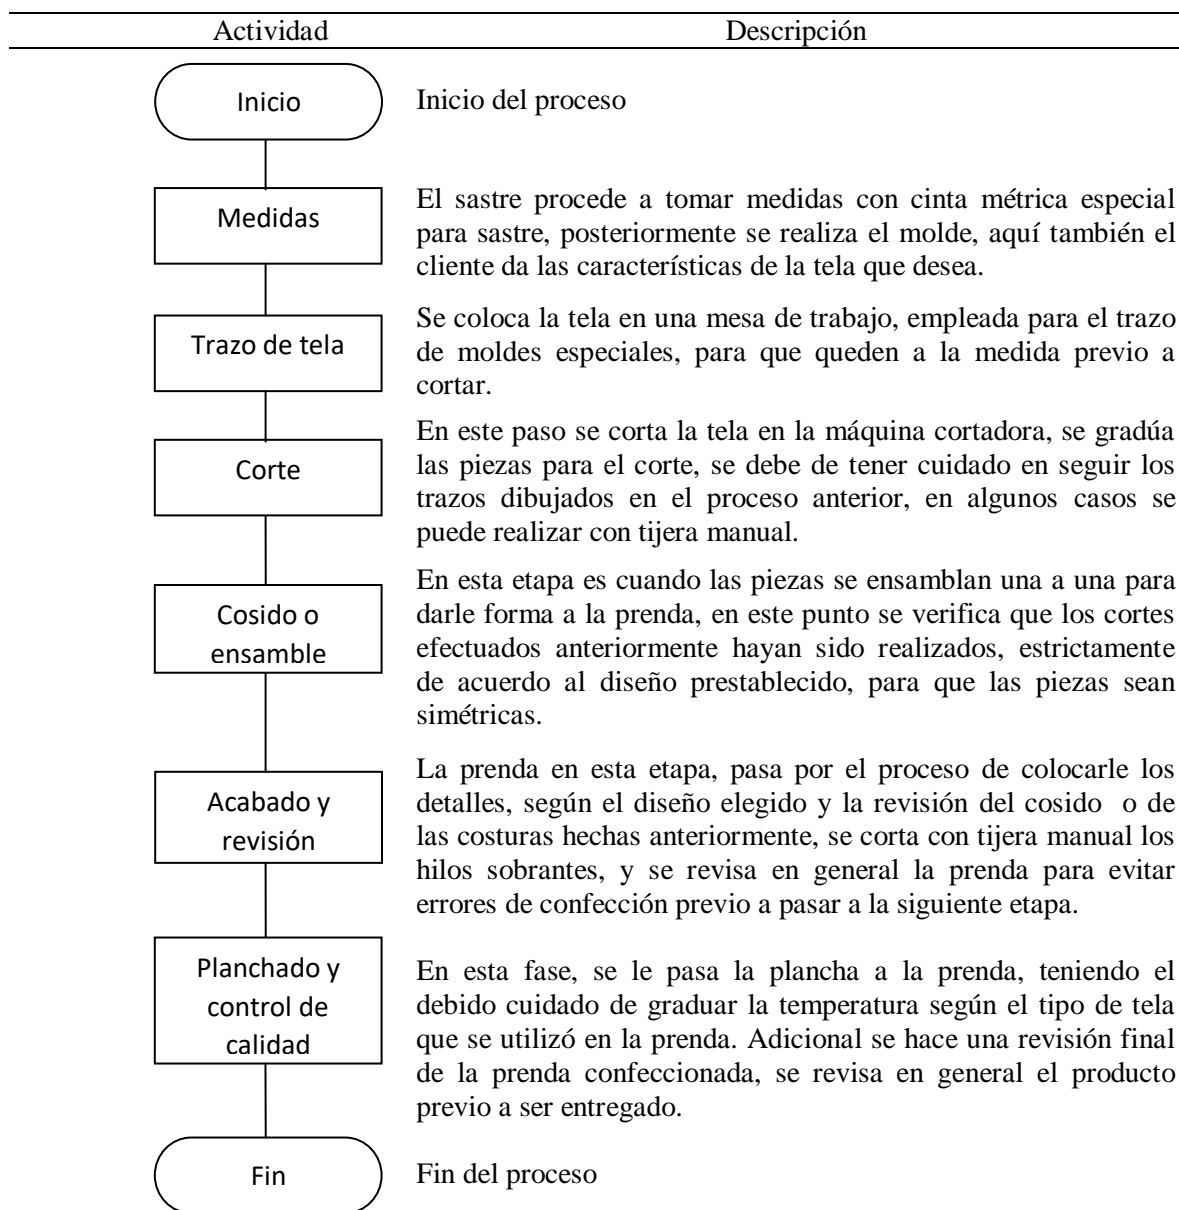 Actividad Descripción
Inicio
Inicio del proceso
Medidas
El sastre procede a tomar medidas con cinta métrica especial
para sastre, posteriormente se realiza el molde, aquí también el
cliente da las características de la tela que desea.
Trazo de tela
Se coloca la tela en una mesa de trabajo, empleada para el trazo
de moldes especiales, para que queden a la medida previo a
cortar.
Corte
En este paso se corta la tela en la máquina cortadora, se gradúa
las piezas para el corte, se debe de tener cuidado en seguir los
trazos dibujados en el proceso anterior, en algunos casos se
puede realizar con tijera manual.
Cosido o
ensamble
En esta etapa es cuando las piezas se ensamblan una a una para
darle forma a la prenda, en este punto se verifica que los cortes
efectuados anteriormente hayan sido realizados, estrictamente
de acuerdo al diseño prestablecido, para que las piezas sean
simétricas.
Acabado y
revisión
La prenda en esta etapa, pasa por el proceso de colocarle los
detalles, según el diseño elegido y la revisión del cosido o de
las costuras hechas anteriormente, se corta con tijera manual los
hilos sobrantes, y se revisa en general la prenda para evitar
errores de confección previo a pasar a la siguiente etapa.
Planchado y
control de
calidad
En esta fase, se le pasa la plancha a la prenda, teniendo el
debido cuidado de graduar la temperatura según el tipo de tela
que se utilizó en la prenda. Adicional se hace una revisión final
de la prenda confeccionada, se revisa en general el producto
previo a ser entregado.
Fin
Fin del proceso